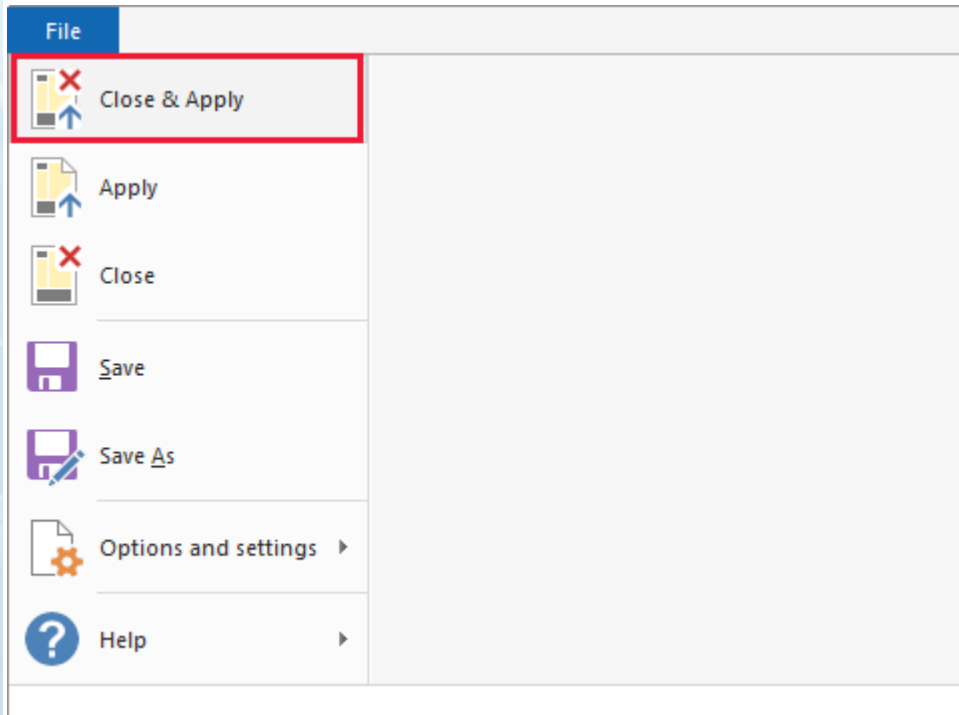 File
Close & Apply
Apply
Close
Save
Save As
Options and settings
Help